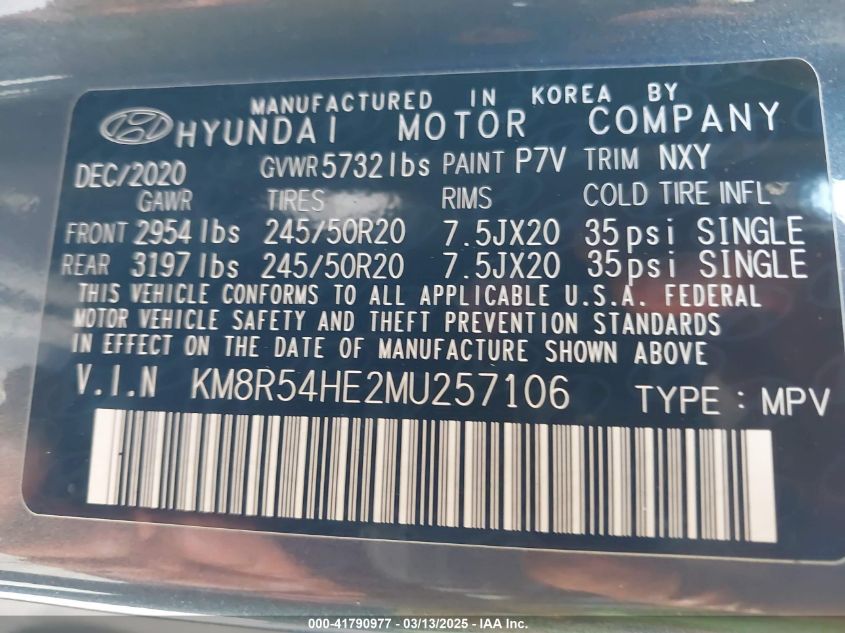 MANUFACTURED IN KOREA BY
HYUNDAI MOTOR COMPANY
DEC/2020 GVWR 5732 lbs PAINT P7V TRIM NXY
GAWR TIRES RIMS COLD TIRE INFL
FRONT 2954 lbs 245/50R20 7.5JX20 35psi SINGLE
REAR 3197 lbs 245/50R20 7.5JX20 35psi SINGLE
THIS VEHICLE CONFORMS TO ALL APPLICABLE U.S.A. FEDERAL
MOTOR VEHICLE SAFETY AND THEFT PREVENTION STANDARDS
IN EFFECT ON THE DATE OF MANUFACTURE SHOWN ABOVE
V.I.N KM8R54HE2MU257106 TYPE : MPV
000-41790977 - 03/13/2025 - IAA Inc.